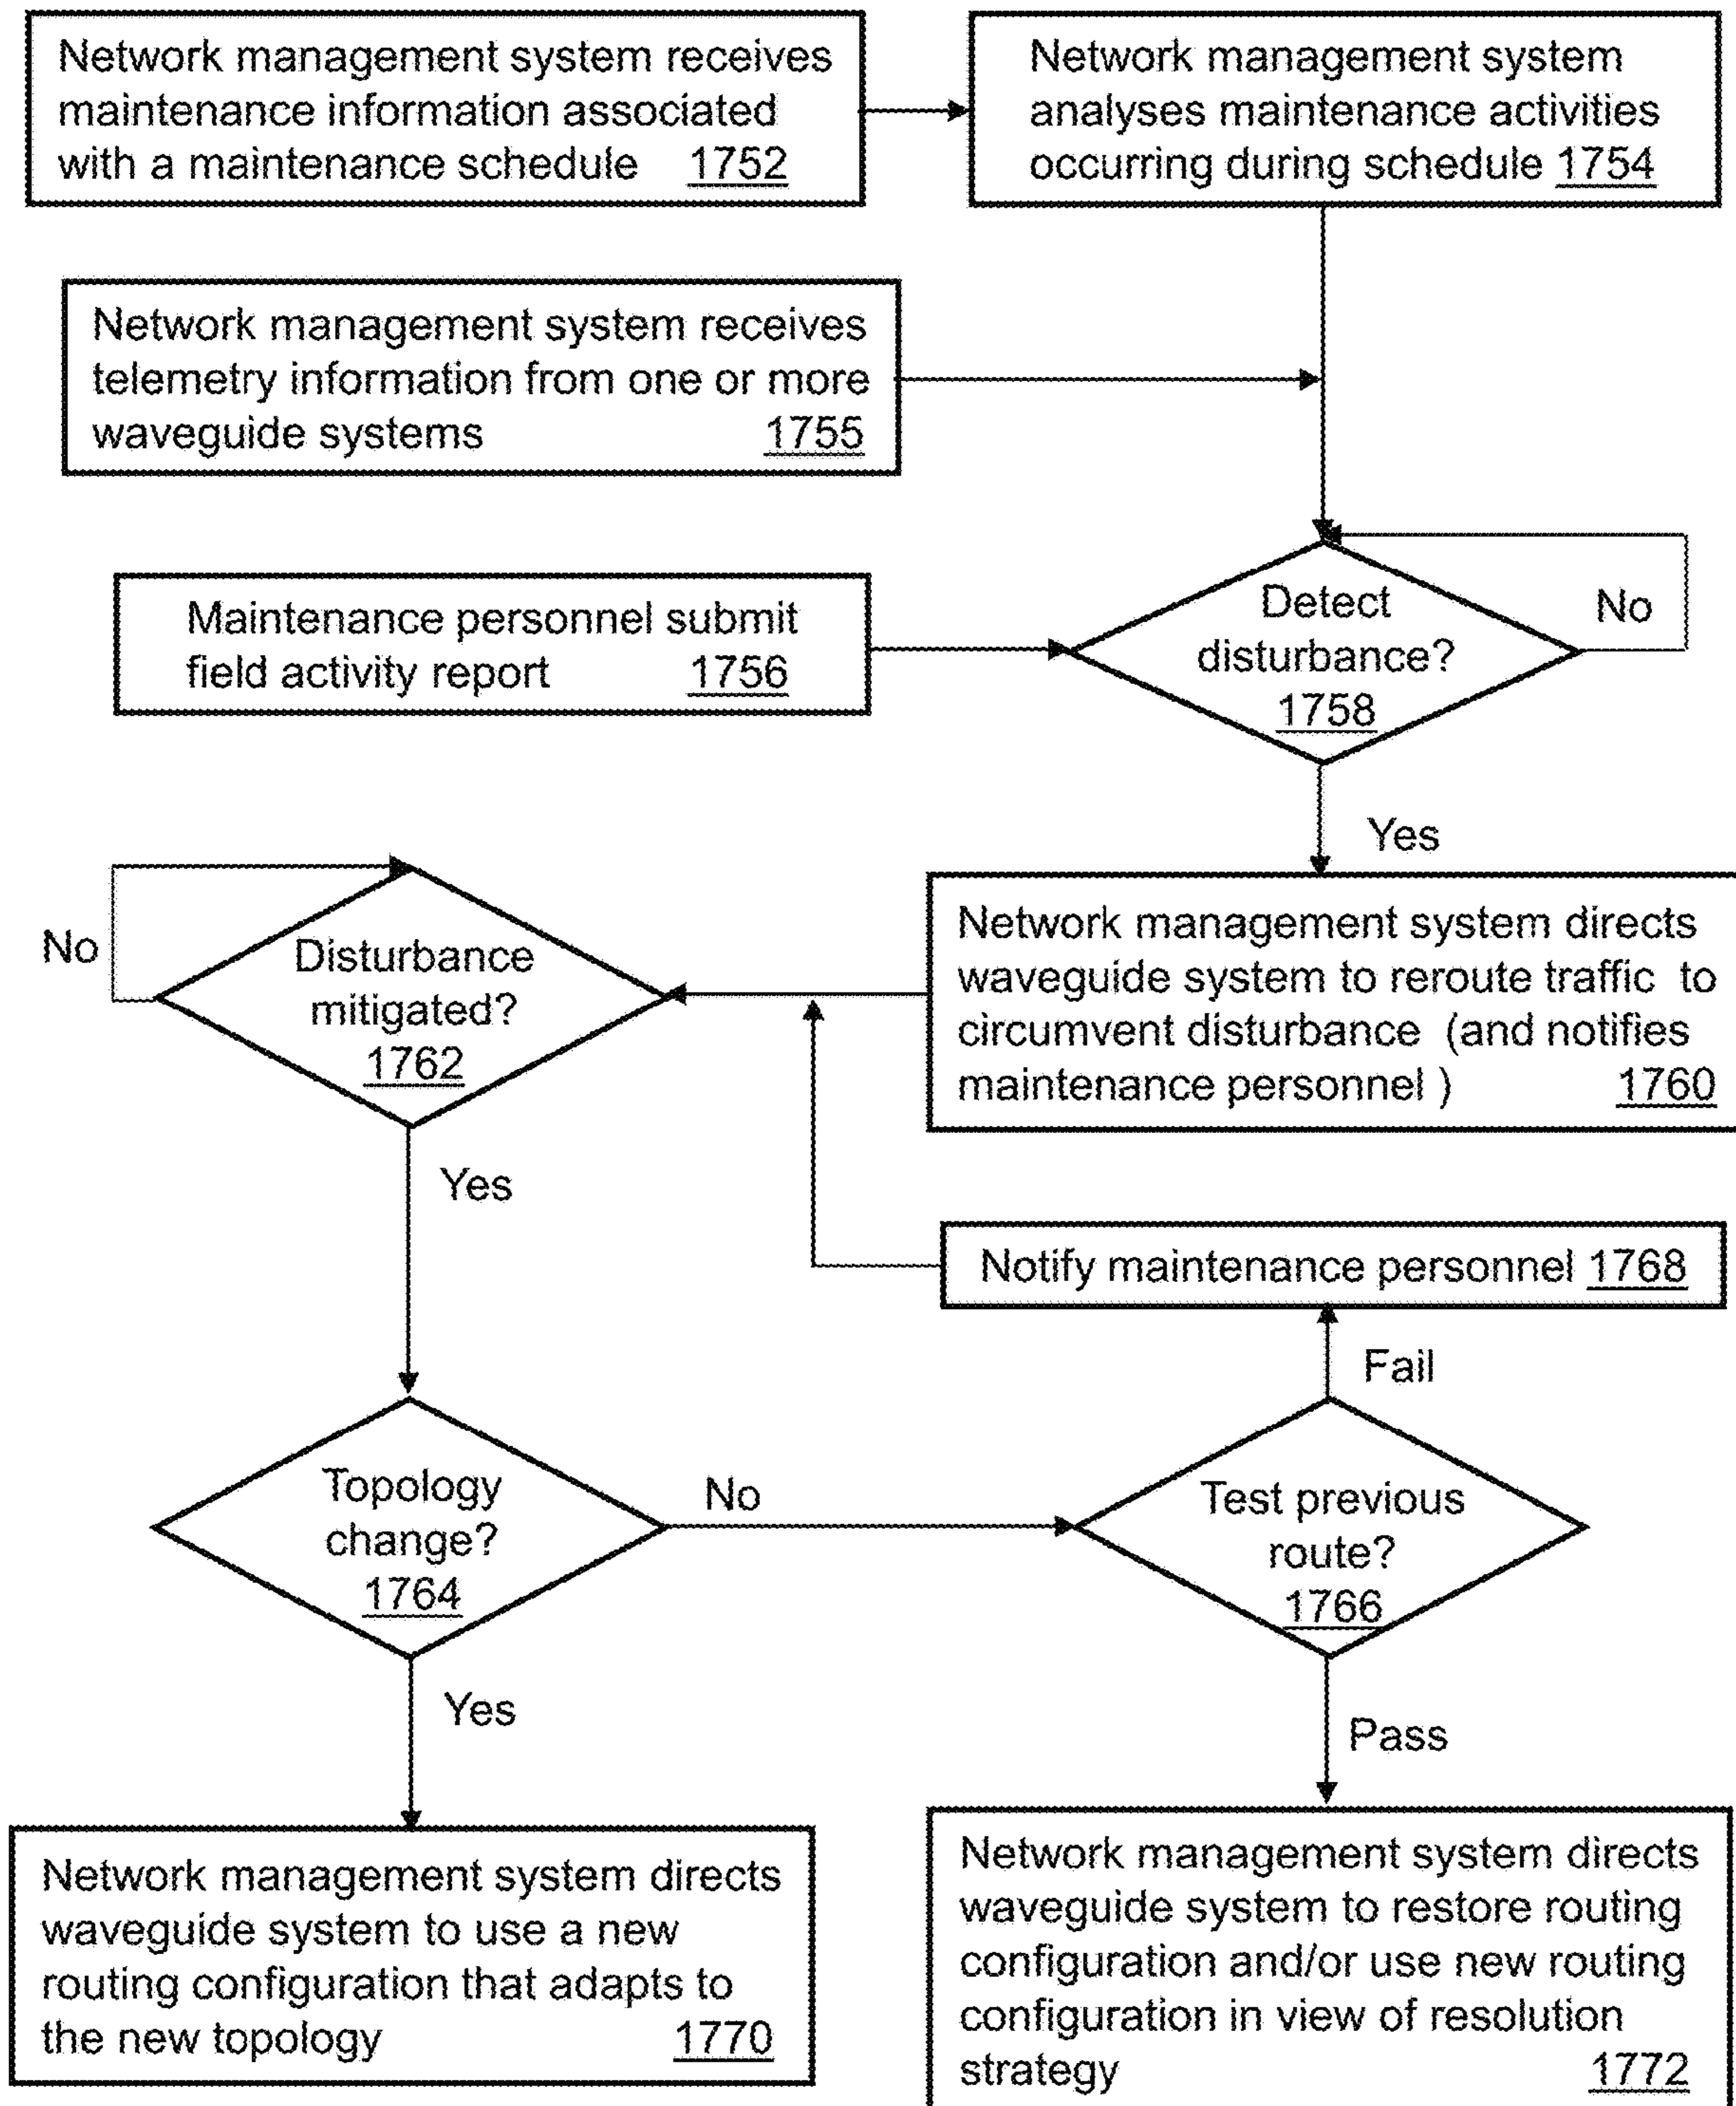 Network management system receives
maintenance information associated
with a maintenance schedule 1752
Network management system
analyses maintenance activities
occurring during schedule 1754
Network management system receives
telemetry information from one or more
waveguide systems 1755
Maintenance personnel submit
field activity report 1756
Detect
disturbance?
1758
No
Yes
Network management system directs
waveguide system to reroute traffic to
circumvent disturbance (and notifies
maintenance personnel ) 1760
No
Disturbance
mitigated?
1762
Yes
Notify maintenance personnel 1768
Fail
Topology
change?
1764
No
Test previous
route?
1766
Yes
Pass
Network management system directs
waveguide system to use a new
routing configuration that adapts to
the new topology 1770
Network management system directs
waveguide system to restore routing
configuration and/or use new routing
configuration in view of resolution
strategy 1772